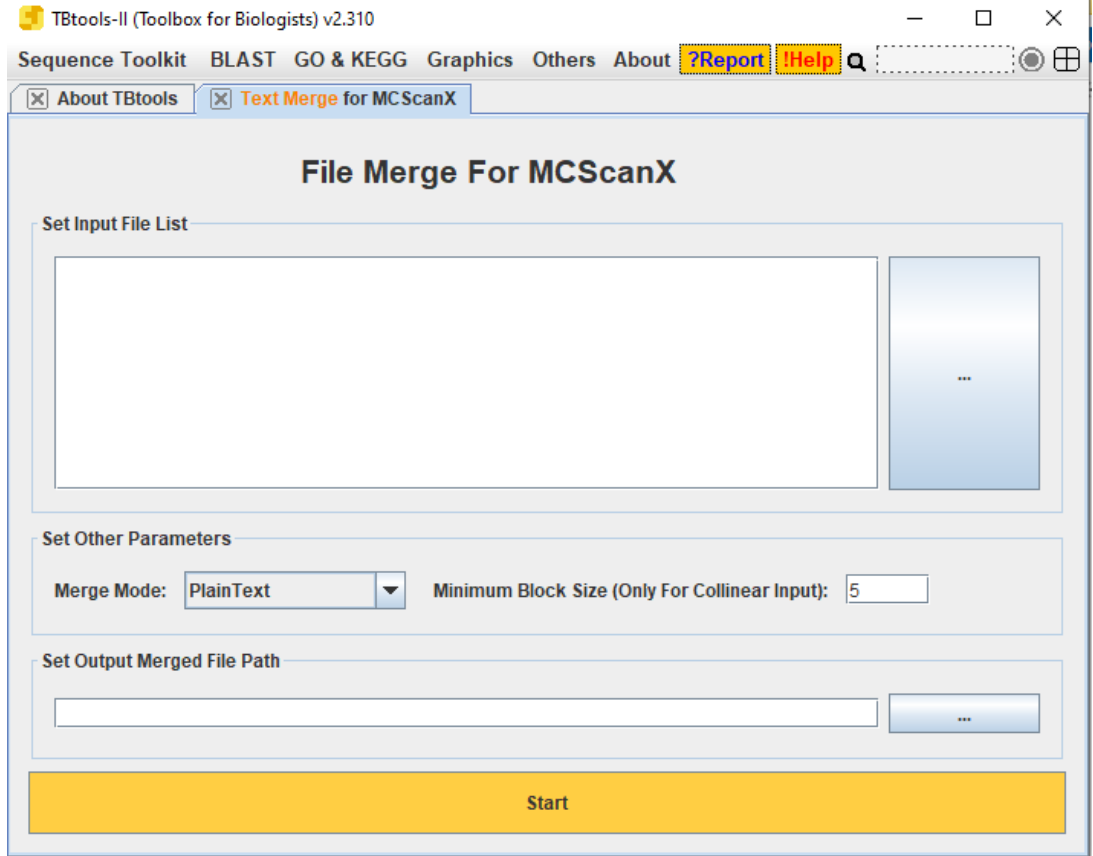 TBtools-II (Toolbox for Biologists) v2.310
Sequence Toolkit BLAST GO & KEGG Graphics Others About ?Report !Help
About TBtools Text Merge for MCScanX
File Merge For MCScanX
Set Input File List
...
Set Other Parameters
Merge Mode: PlainText Minimum Block Size (Only For Collinear Input): 5
Set Output Merged File Path
...
Start